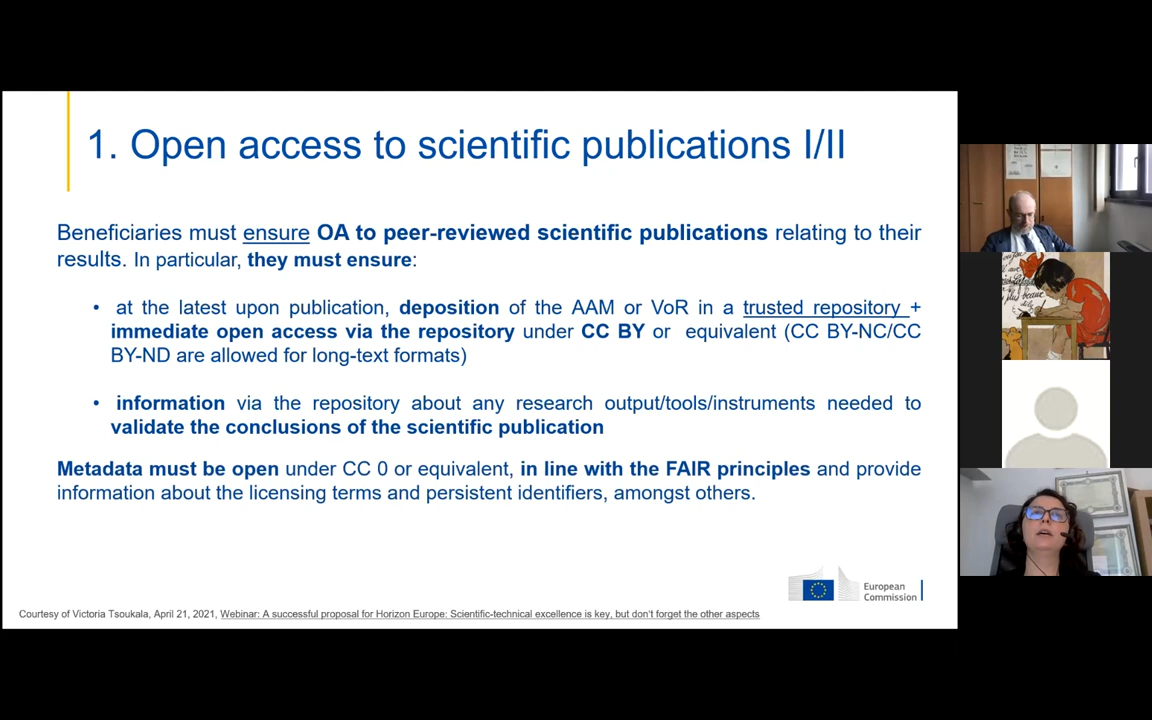 1. Open access to scientific publications I/II
Beneficiaries must ensure OA to peer-reviewed scientific publications relating to their
results. In particular, they must ensure:
• at the latest upon publication, deposition of the AAM or VoR in a trusted repository +
immediate open access via the repository under CC BY or equivalent (CC BY-NC/CC
BY-ND are allowed for long-text formats)
• information via the repository about any research output/tools/instruments needed to
validate the conclusions of the scientific publication
Metadata must be open under CC 0 or equivalent, in line with the FAIR principles and provide
information about the licensing terms and persistent identifiers, amongst others.
European
Commission
Courtesy of Victoria Tsoukala, April 21, 2021, Webinar: A successful proposal for Horizon Europe: Scientific-technical excellence is key, but don't forget the other aspects